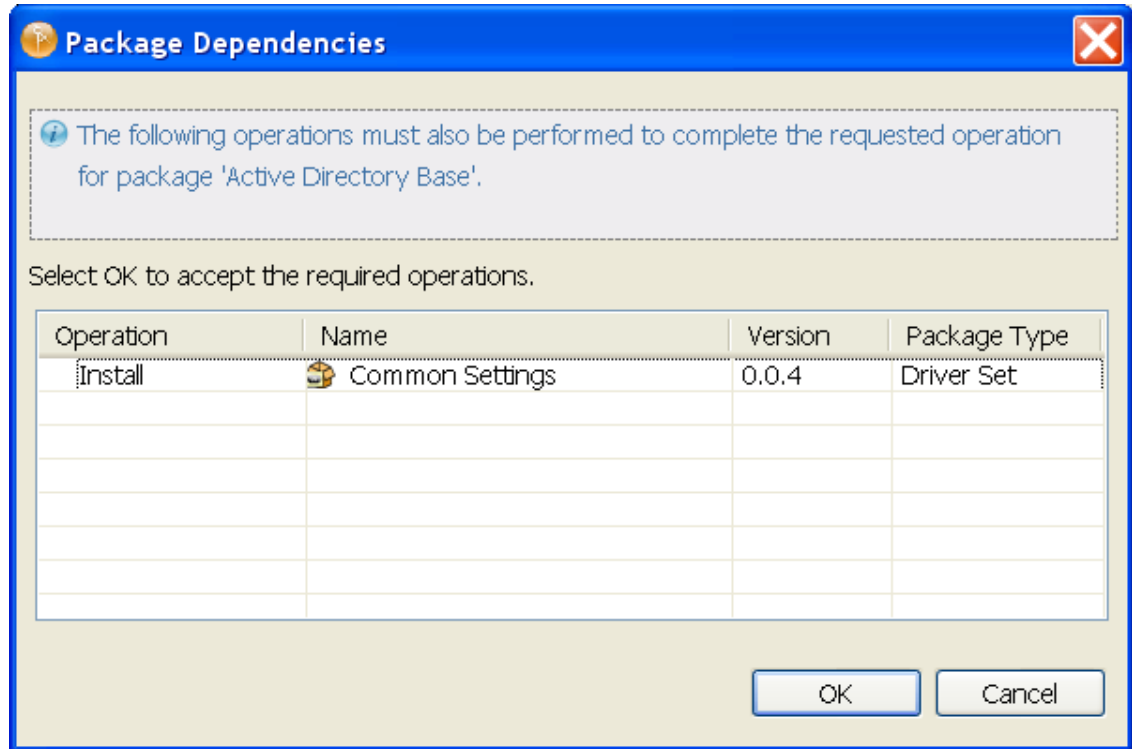 Package Dependencies
The following operations must also be performed to complete the requested operation
for package 'Active Directory Base'.
Select OK to accept the required operations.
Operation Name Version Package Type
Install Common Settings 0.0.4 Driver Set
OK Cancel